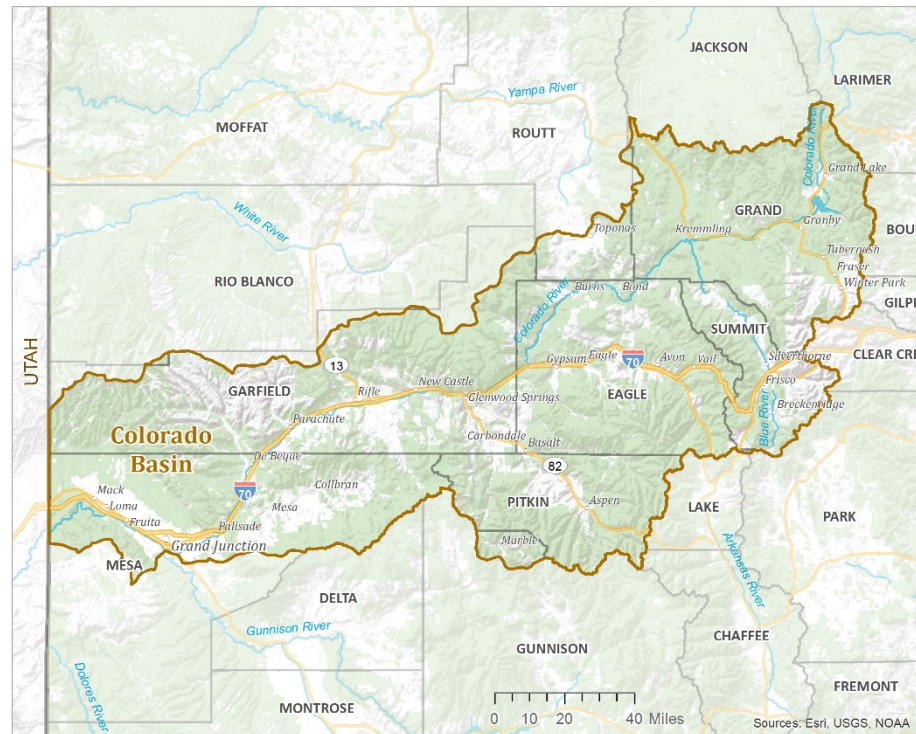 JACKSON
LARIMER
Yampa River
MOFFAT
ROUTT
Colorado River
Grand Lake
White River
GRAND
Granby
Toponas
Kremmling
BOU
Tabernash
Fraser
Winter Park
RIO BLANCO
Burns
Bond
GILP
Colorado River
SUMMIT
UTAH
Silverthorne
CLEAR CRE
13
Gypsum
Eagle
70
Avon
Vail
GARFIELD
Rifle
New Castle
Frisco
Glenwood Springs
EAGLE
Breckenridge
Parachute
Blue River
Colorado
Basin
Carbondale
Basalt
De Beque
82
Collbran
70
Mack
Mesa
Loma
PITKIN
Aspen
LAKE
PARK
Fruita
Palisade
Grand Junction
Marble
MESA
Arkansas River
DELTA
Gunnison River
CHAFFEE
GUNNISON
Dolores River
FREMONT
MONTROSE
0 10 20 40 Miles
Sources: Esri, USGS, NOAA